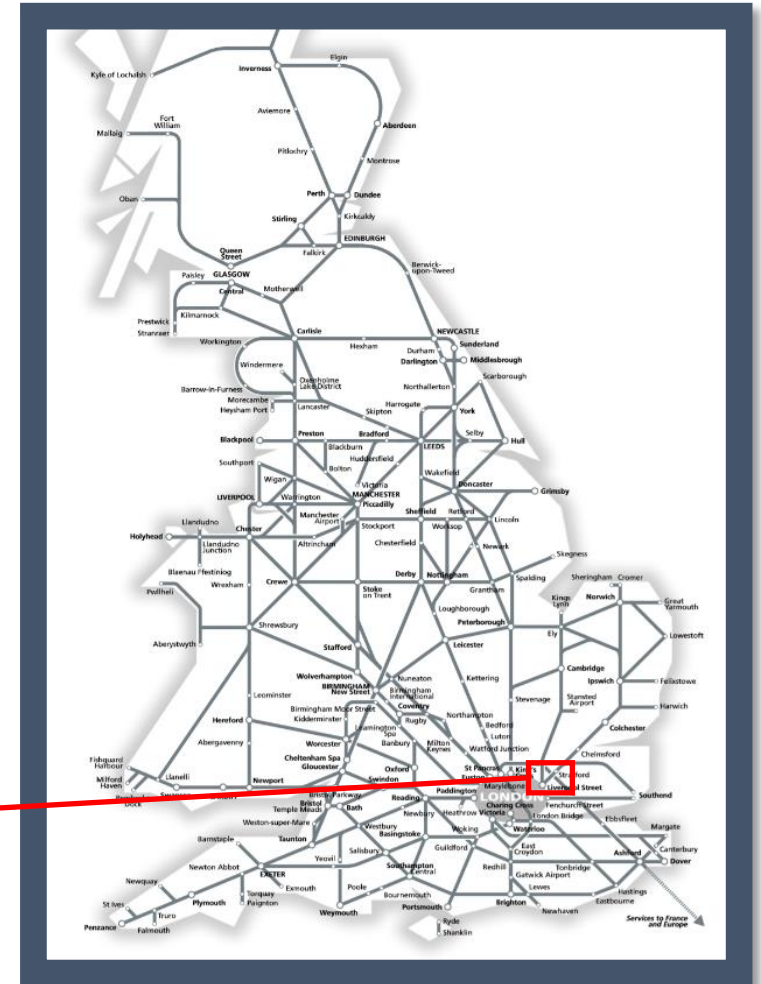 Elgin
Inverness
Kyle of Lochalsh
Aviemore
Fort
William
Mallaig
Aberdeen
Pitlochry
Montrose
Perth
Dundee
Oban
Stirling
Kirkcaldy
EDINBURGH
Queen
Street
Falkirk
Berwick-
upon-Tweed
Paisley
GLASGOW
Central
Motherwell
Prestwick
Kilmarnock
Stranraer
Carlisle
NEWCASTLE
Workington
Hexham
Sunderland
Durham
Darlington
Middlesbrough
Windermere
Oxenholme
Lake District
Scarborough
Barrow-in-Furness
Northallerton
Morecambe
Heysham Port
Lancaster
Harrogate
York
Skipton
Blackpool
Preston
Bradford
Selby
Hull
Blackburn
LEEDS
Huddersfield
Southport
Bolton
Wakefield
Wigan
Victoria
Doncaster
Grimsby
LIVERPOOL
Warrington
MANCHESTER
Piccadilly
Manchester
Airport
Stockport
Sheffield
Retford
Worksop
Lincoln
Llandudno
Holyhead
Chester
Llandudno
Junction
Altrincham
Chesterfield
Newark
Skegness
Blaenau Ffestiniog
Pwllheli
Wrexham
Crewe
Stoke
on Trent
Derby
Nottingham
Grantham
Spalding
Sheringham
Cromer
Kings
Lynn
Norwich
Great
Yarmouth
Loughborough
Aberystwyth
Shrewsbury
Peterborough
Ely
Lowestoft
Stafford
Leicester
Wolverhampton
BIRMINGHAM
New Street
Nuneaton
Cambridge
Birmingham
International
Kettering
Ipswich
Felixstowe
Leominster
Stansted
Airport
Stevenage
Birmingham Moor Street
Kidderminster
Coventry
Rugby
Northampton
Harwich
Hereford
Leamington
Spa
Bedford
Colchester
Abergavenny
Worcester
Banbury
Milton
Keynes
Luton
Watford Junction
Chelmsford
Fishguard
Harbour
Cheltenham Spa
Gloucester
Oxford
St Pancras
King's
Euston
Stratford
Milford
Haven
Llanelli
Swansea
Newport
Swindon
Marylebone
Liverpool Street
Dock
Bristol Parkway
Paddington
LONDON
Southend
Bristol
Temple Meads
Bath
Reading
Charing Cross
Fenchurch Street
Newbury
Heathrow
Victoria
London Bridge
Ebbsfleet
Weston-super-Mare
Westbury
Basingstoke
Waterloo
Margate
Barnstaple
Taunton
Woking
East
Croydon
Canterbury
Newton Abbot
Yeovil
Salisbury
Guildford
Ashford
Dover
EXETER
Southampton
Central
Redhill
Tonbridge
Gatwick Airport
Newquay
Exmouth
Poole
Bournemouth
Lewes
Hastings
St Ives
Plymouth
Torquay
Paignton
Eastbourne
Truro
Weymouth
Portsmouth
Brighton
Newhaven
Penzance
Falmouth
Ryde
Shanklin
Services to France
and Europe